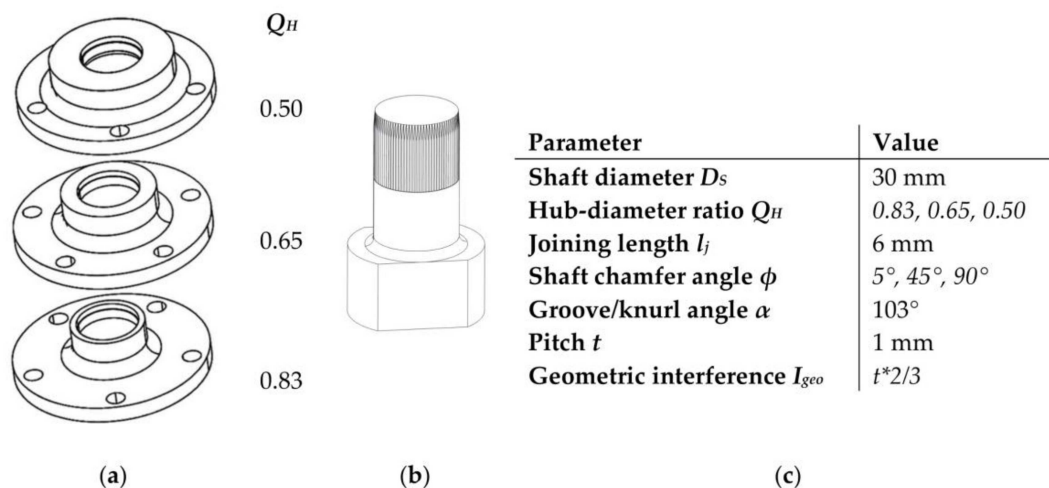 Q_H
0.50
0.65
0.83
Parameter Value
Shaft diameter D_S 30 mm
Hub-diameter ratio Q_H 0.83, 0.65, 0.50
Joining length l_j 6 mm
Shaft chamfer angle ϕ 5°, 45°, 90°
Groove/knurl angle α 103°
Pitch t 1 mm
Geometric interference I_geo t*2/3
(a) (b) (c)